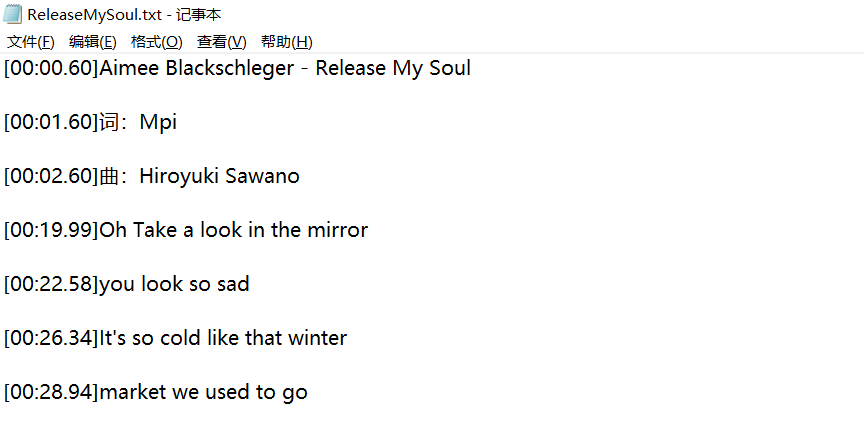 ReleaseMySoul.txt - 记事本
文件(F) 编辑(E) 格式(O) 查看(V) 帮助(H)
[00:00.60]Aimee Blackschleger - Release My Soul
[00:01.60]词：Mpi
[00:02.60]曲：Hiroyuki Sawano
[00:19.99]Oh Take a look in the mirror
[00:22.58]you look so sad
[00:26.34]It's so cold like that winter
[00:28.94]market we used to go